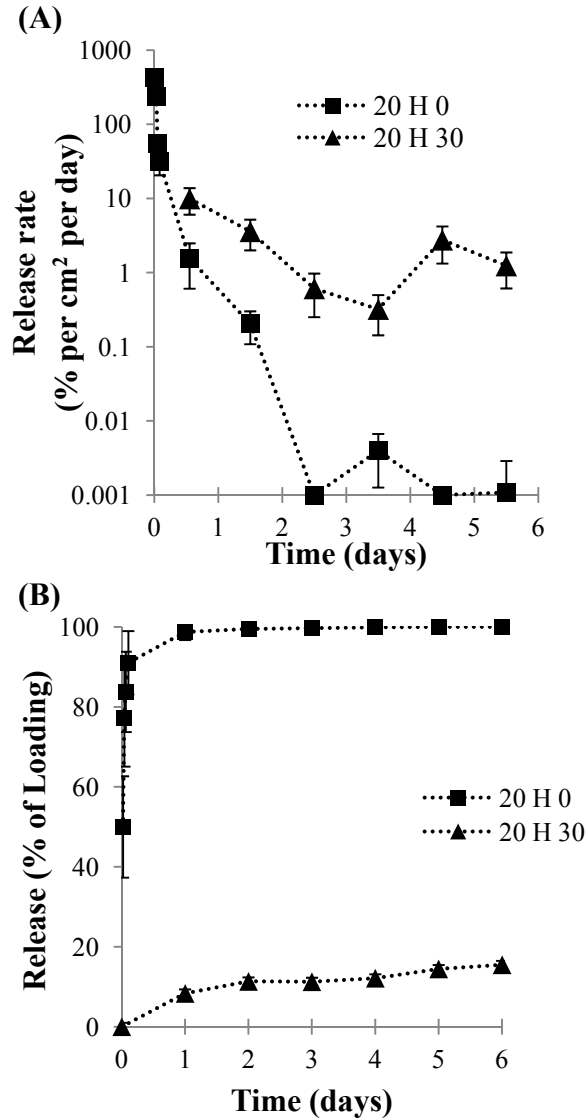 (A)
1000
100
10
1
0.1
0.01
0.001
Release rate
(% per cm² per day)
20 H 0
20 H 30
0 1 2 3 4 5 6
Time (days)
(B)
100
80
60
40
20
0
Release (% of Loading)
20 H 0
20 H 30
0 1 2 3 4 5 6
Time (days)